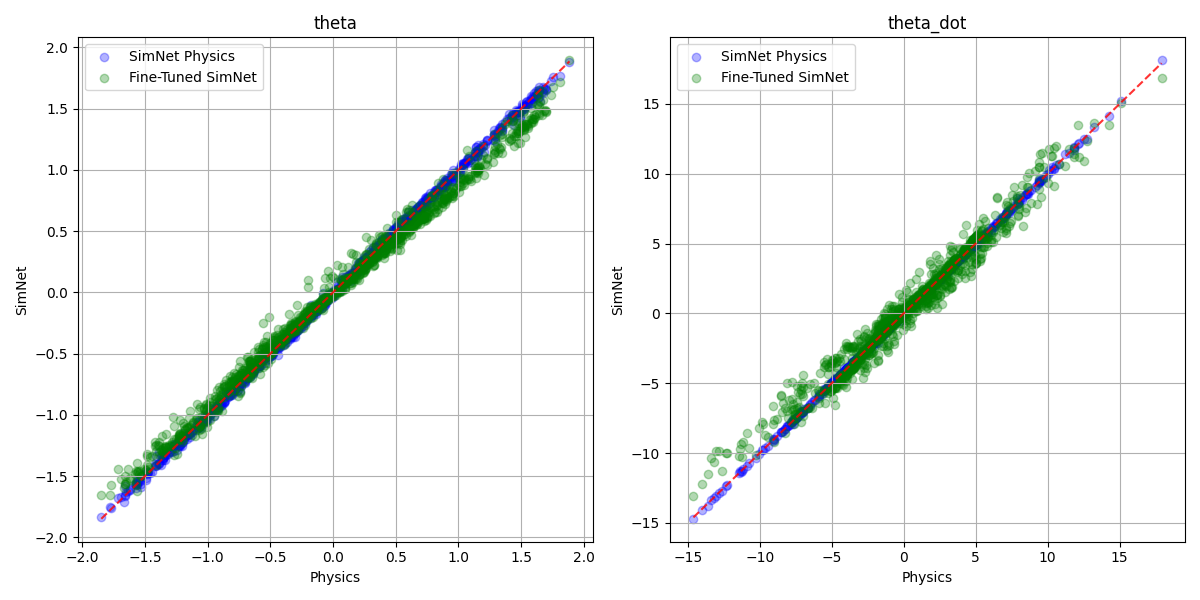 theta
SimNet Physics
Fine-Tuned SimNet
2.0
1.5
1.0
0.5
0.0
−0.5
−1.0
−1.5
−2.0
SimNet
−2.0 −1.5 −1.0 −0.5 0.0 0.5 1.0 1.5 2.0
Physics
theta_dot
SimNet Physics
Fine-Tuned SimNet
15
10
5
0
−5
−10
−15
SimNet
−15 −10 −5 0 5 10 15
Physics